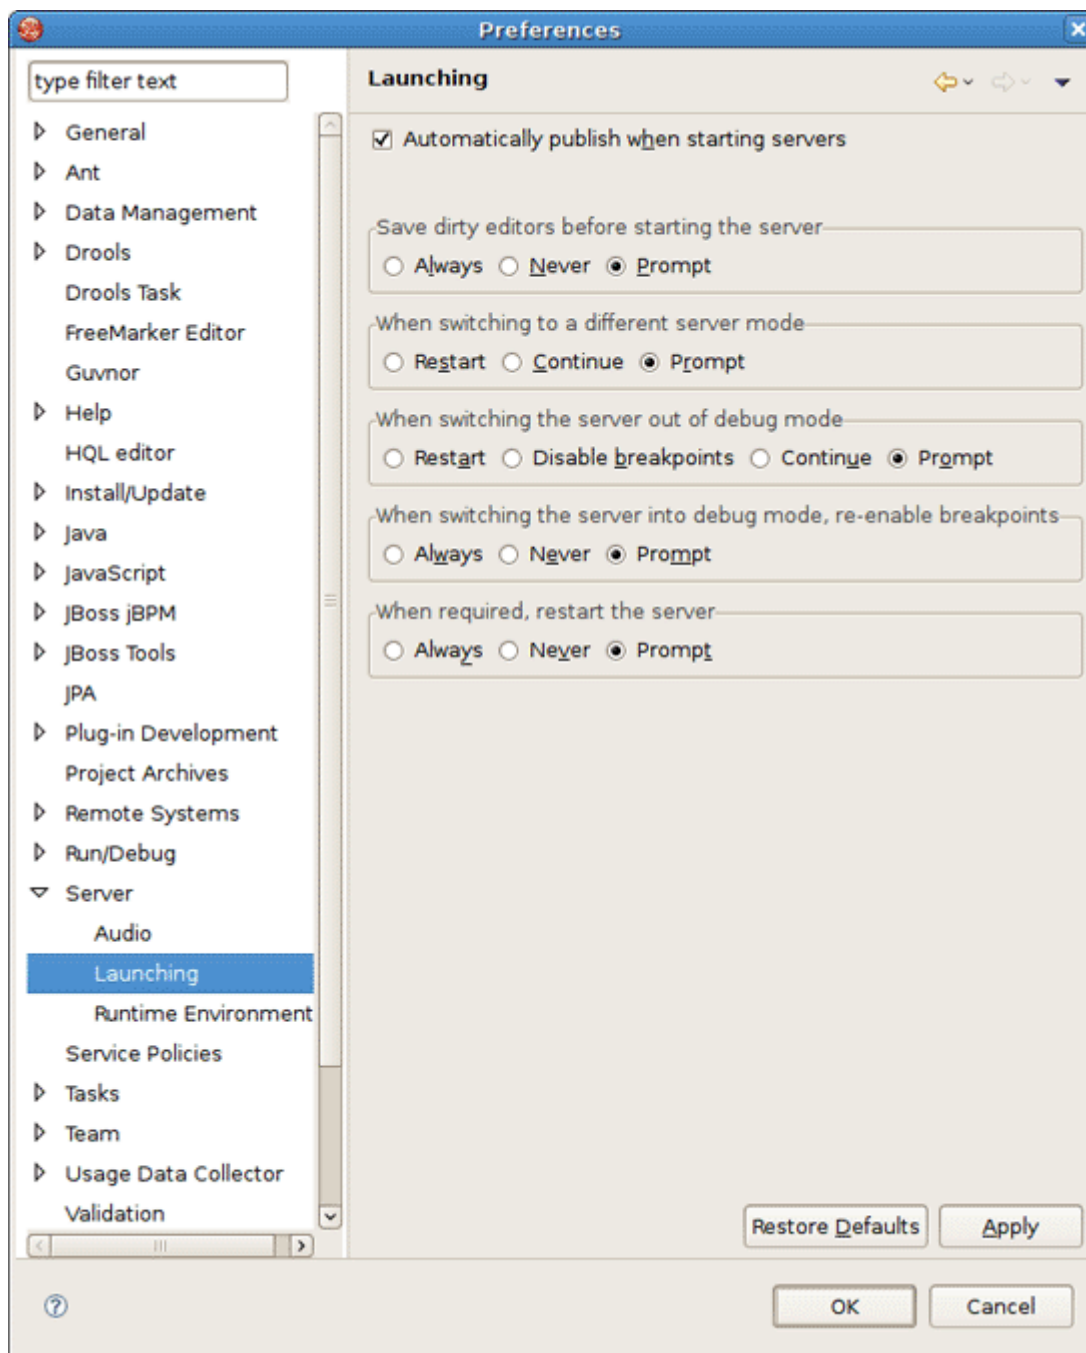 Preferences
type filter text
General
Ant
Data Management
Drools
Drools Task
FreeMarker Editor
Guvnor
Help
HQL editor
Install/Update
Java
JavaScript
JBoss jBPM
JBoss Tools
JPA
Plug-in Development
Project Archives
Remote Systems
Run/Debug
Server
Audio
Launching
Runtime Environment
Service Policies
Tasks
Team
Usage Data Collector
Validation
Launching
Automatically publish when starting servers
Save dirty editors before starting the server
Always Never Prompt
When switching to a different server mode
Restart Continue Prompt
When switching the server out of debug mode
Restart Disable breakpoints Continue Prompt
When switching the server into debug mode, re-enable breakpoints
Always Never Prompt
When required, restart the server
Always Never Prompt
Restore Defaults Apply
OK Cancel